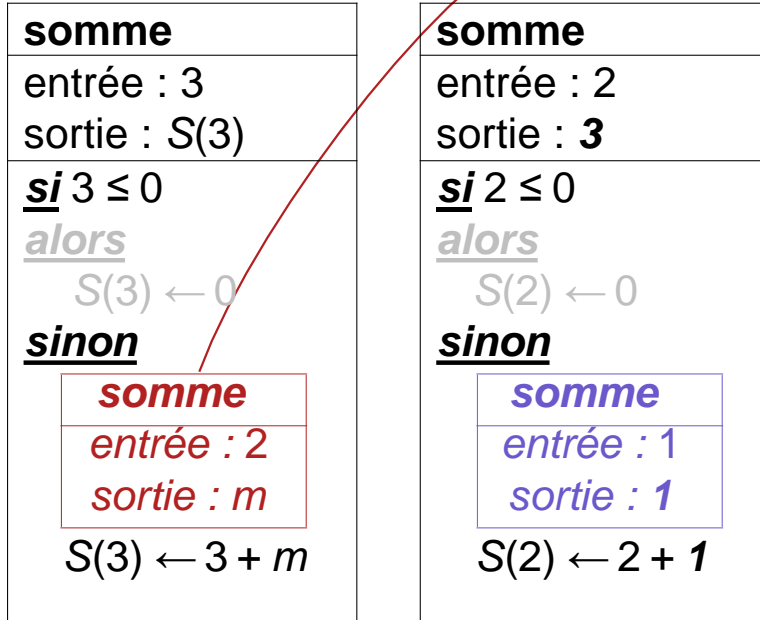 somme
entrée : 3
sortie : S(3)
si 3 ≤ 0
alors
S(3) ← 0
sinon
somme
entrée : 2
sortie : m
S(3) ← 3 + m
somme
entrée : 2
sortie : 3
si 2 ≤ 0
alors
S(2) ← 0
sinon
somme
entrée : 1
sortie : 1
S(2) ← 2 + 1